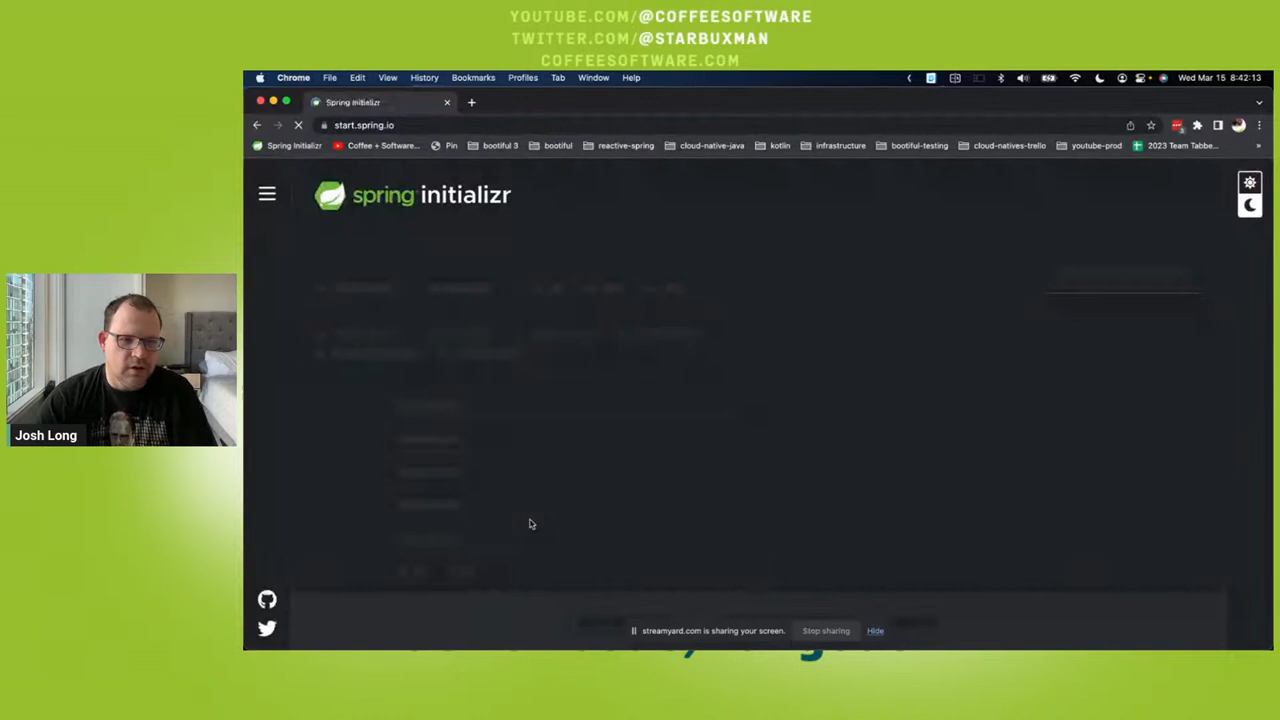 YOUTUBE.COM/@COFFEESOFTWARE
TWITTER.COM/@STARBUXMAN
COFFEESOFTWARE.COM
Chrome File Edit View History Bookmarks Profiles Tab Window Help Wed Mar 15 8:42:13
Spring Initializr
start.spring.io
Spring Initializr Coffee + Software... Pin bootiful 3 bootiful reactive-spring cloud-native-java kotlin infrastructure bootiful-testing cloud-natives-trello youtube-prod 2023 Team Tabbe... »
spring initializr
Josh Long
streamyard.com is sharing your screen. Stop sharing Hide